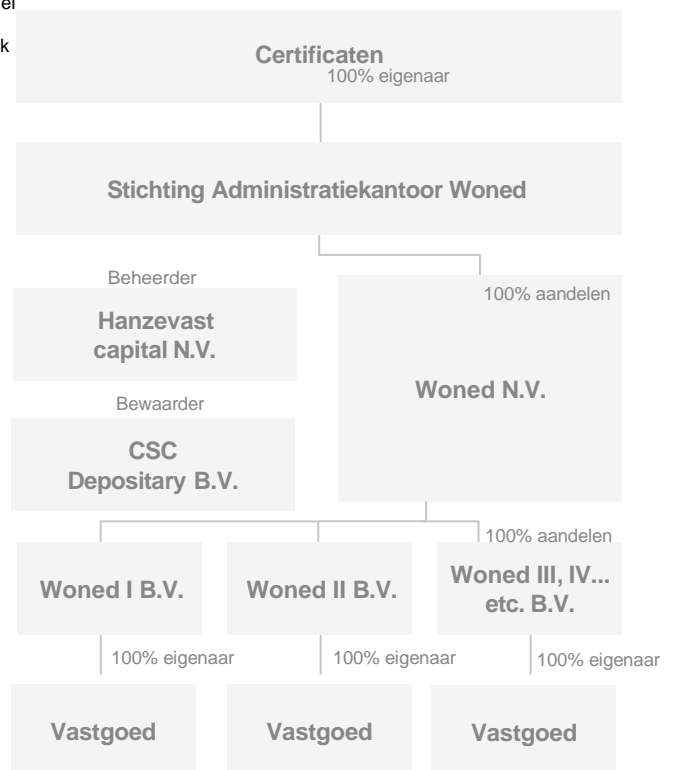 Certificaten
100% eigenaar
Stichting Administratiekantoor Woned
Beheerder
Hanzevast
capital N.V.
100% aandelen
Woned N.V.
Bewaarder
CSC
Depositary B.V.
100% aandelen
Woned I B.V.
Woned II B.V.
Woned III, IV...
etc. B.V.
100% eigenaar
100% eigenaar
100% eigenaar
Vastgoed
Vastgoed
Vastgoed